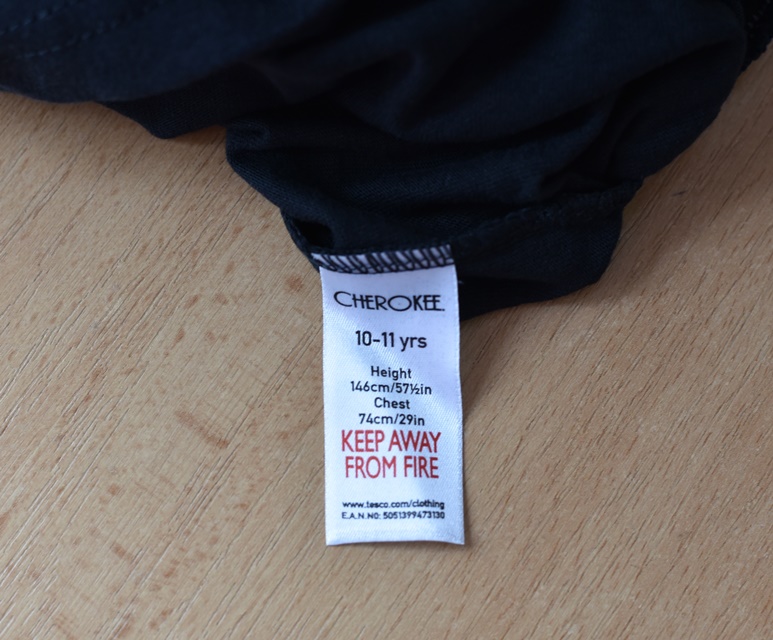 CHEROKEE
10-11 yrs
Height
146cm/57½in
Chest
74cm/29in
KEEP AWAY
FROM FIRE
www.tesco.com/clothing
E.A.N. NO: 5051399473130